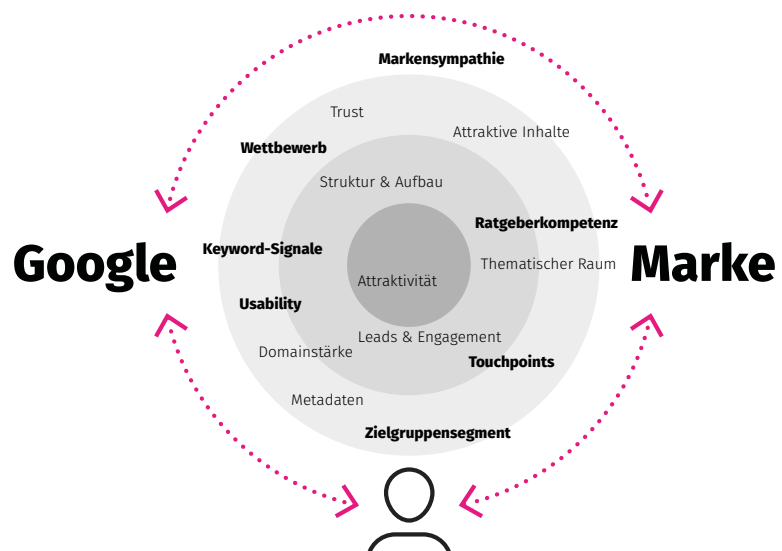 Markensympathie
Trust
Attraktive Inhalte
Wettbewerb
Struktur & Aufbau
Ratgeberkompetenz
Keyword-Signale
Google
Thematischer Raum
Marke
Attraktivität
Usability
Leads & Engagement
Domainstärke
Touchpoints
Metadaten
Zielgruppensegment